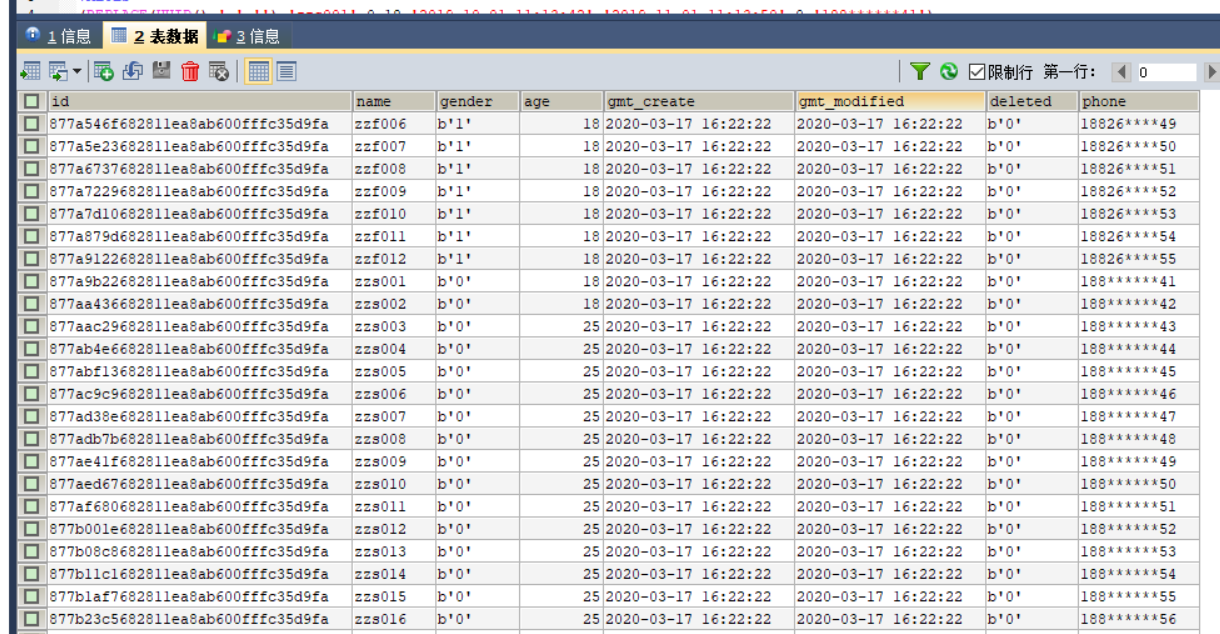 1 信息 2 表数据 3 信息
限制行 第一行: 0
id name gender age gmt_create gmt_modified deleted phone
877a546f682811ea8ab600fffc35d9fa zzf006 b'1' 18 2020-03-17 16:22:22 2020-03-17 16:22:22 b'0' 18826****49
877a5e23682811ea8ab600fffc35d9fa zzf007 b'1' 18 2020-03-17 16:22:22 2020-03-17 16:22:22 b'0' 18826****50
877a6737682811ea8ab600fffc35d9fa zzf008 b'1' 18 2020-03-17 16:22:22 2020-03-17 16:22:22 b'0' 18826****51
877a7229682811ea8ab600fffc35d9fa zzf009 b'1' 18 2020-03-17 16:22:22 2020-03-17 16:22:22 b'0' 18826****52
877a7d10682811ea8ab600fffc35d9fa zzf010 b'1' 18 2020-03-17 16:22:22 2020-03-17 16:22:22 b'0' 18826****53
877a879d682811ea8ab600fffc35d9fa zzf011 b'1' 18 2020-03-17 16:22:22 2020-03-17 16:22:22 b'0' 18826****54
877a9122682811ea8ab600fffc35d9fa zzf012 b'1' 18 2020-03-17 16:22:22 2020-03-17 16:22:22 b'0' 18826****55
877a9b22682811ea8ab600fffc35d9fa zzs001 b'0' 18 2020-03-17 16:22:22 2020-03-17 16:22:22 b'0' 188******41
877aa436682811ea8ab600fffc35d9fa zzs002 b'0' 18 2020-03-17 16:22:22 2020-03-17 16:22:22 b'0' 188******42
877aac29682811ea8ab600fffc35d9fa zzs003 b'0' 25 2020-03-17 16:22:22 2020-03-17 16:22:22 b'0' 188******43
877ab4e6682811ea8ab600fffc35d9fa zzs004 b'0' 25 2020-03-17 16:22:22 2020-03-17 16:22:22 b'0' 188******44
877abf13682811ea8ab600fffc35d9fa zzs005 b'0' 25 2020-03-17 16:22:22 2020-03-17 16:22:22 b'0' 188******45
877ac9c9682811ea8ab600fffc35d9fa zzs006 b'0' 25 2020-03-17 16:22:22 2020-03-17 16:22:22 b'0' 188******46
877ad38e682811ea8ab600fffc35d9fa zzs007 b'0' 25 2020-03-17 16:22:22 2020-03-17 16:22:22 b'0' 188******47
877adb7b682811ea8ab600fffc35d9fa zzs008 b'0' 25 2020-03-17 16:22:22 2020-03-17 16:22:22 b'0' 188******48
877ae41f682811ea8ab600fffc35d9fa zzs009 b'0' 25 2020-03-17 16:22:22 2020-03-17 16:22:22 b'0' 188******49
877aed67682811ea8ab600fffc35d9fa zzs010 b'0' 25 2020-03-17 16:22:22 2020-03-17 16:22:22 b'0' 188******50
877af680682811ea8ab600fffc35d9fa zzs011 b'0' 25 2020-03-17 16:22:22 2020-03-17 16:22:22 b'0' 188******51
877b001e682811ea8ab600fffc35d9fa zzs012 b'0' 25 2020-03-17 16:22:22 2020-03-17 16:22:22 b'0' 188******52
877b08c8682811ea8ab600fffc35d9fa zzs013 b'0' 25 2020-03-17 16:22:22 2020-03-17 16:22:22 b'0' 188******53
877b11c1682811ea8ab600fffc35d9fa zzs014 b'0' 25 2020-03-17 16:22:22 2020-03-17 16:22:22 b'0' 188******54
877b1af7682811ea8ab600fffc35d9fa zzs015 b'0' 25 2020-03-17 16:22:22 2020-03-17 16:22:22 b'0' 188******55
877b23c5682811ea8ab600fffc35d9fa zzs016 b'0' 25 2020-03-17 16:22:22 2020-03-17 16:22:22 b'0' 188******56